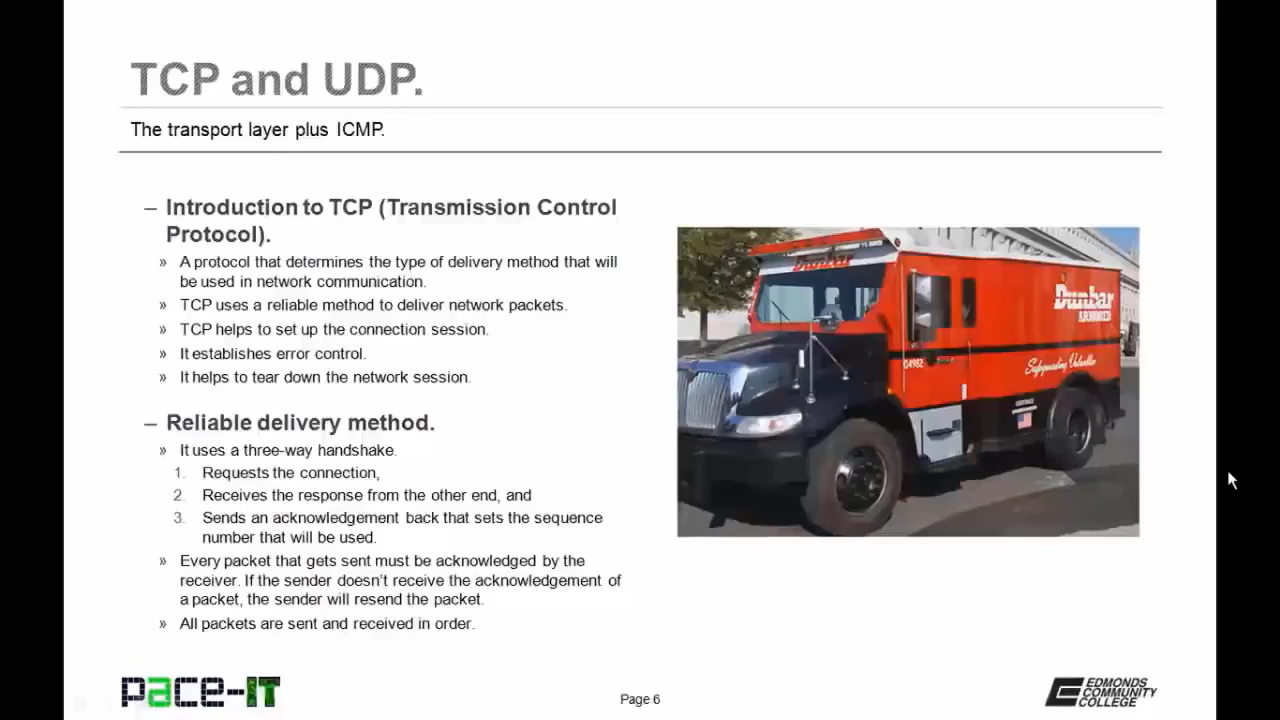 TCP and UDP.
The transport layer plus ICMP.
– Introduction to TCP (Transmission Control
Protocol).
» A protocol that determines the type of delivery method that will
be used in network communication.
» TCP uses a reliable method to deliver network packets.
» TCP helps to set up the connection session.
» It establishes error control.
» It helps to tear down the network session.
– Reliable delivery method.
» It uses a three-way handshake.
1. Requests the connection,
2. Receives the response from the other end, and
3. Sends an acknowledgement back that sets the sequence
number that will be used.
» Every packet that gets sent must be acknowledged by the
receiver. If the sender doesn't receive the acknowledgement of
a packet, the sender will resend the packet.
» All packets are sent and received in order.
Dunbar
Dunbar
ARMORED
Safeguarding Valuables
04982
pace-IT
Page 6
EDMONDS
COMMUNITY
COLLEGE